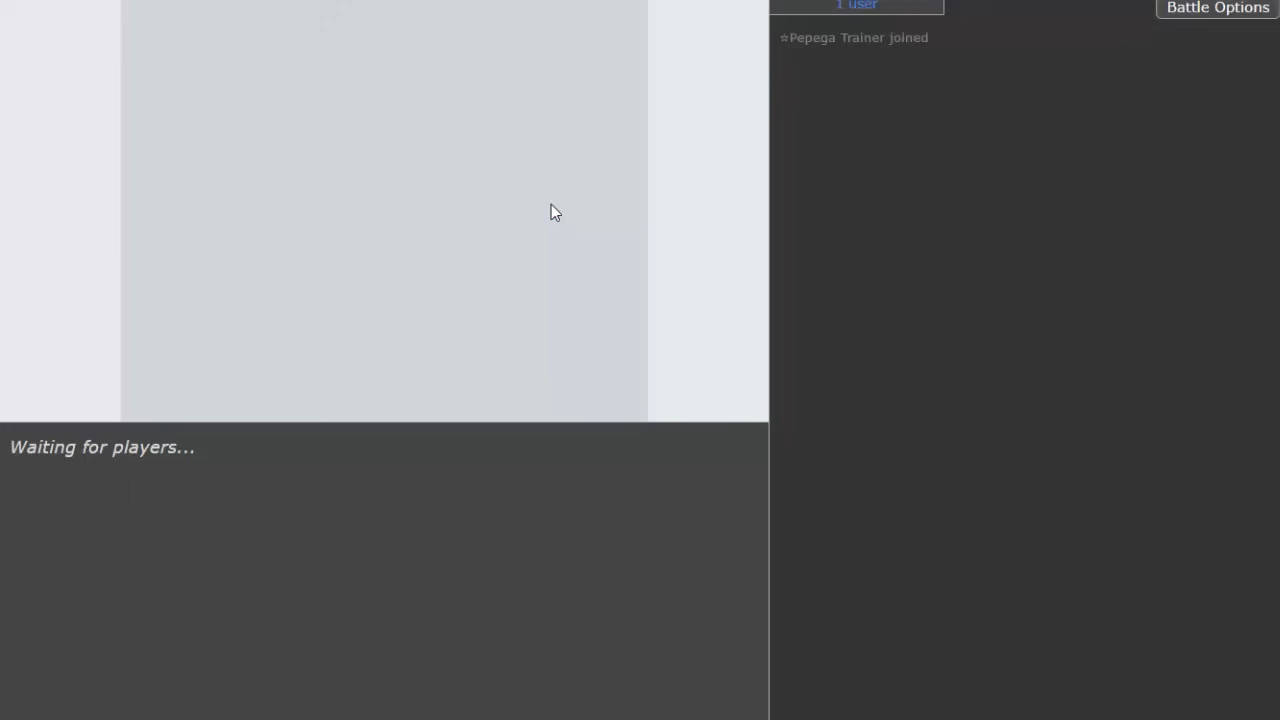 1 user
Battle Options
☆Pepega Trainer joined
Waiting for players...